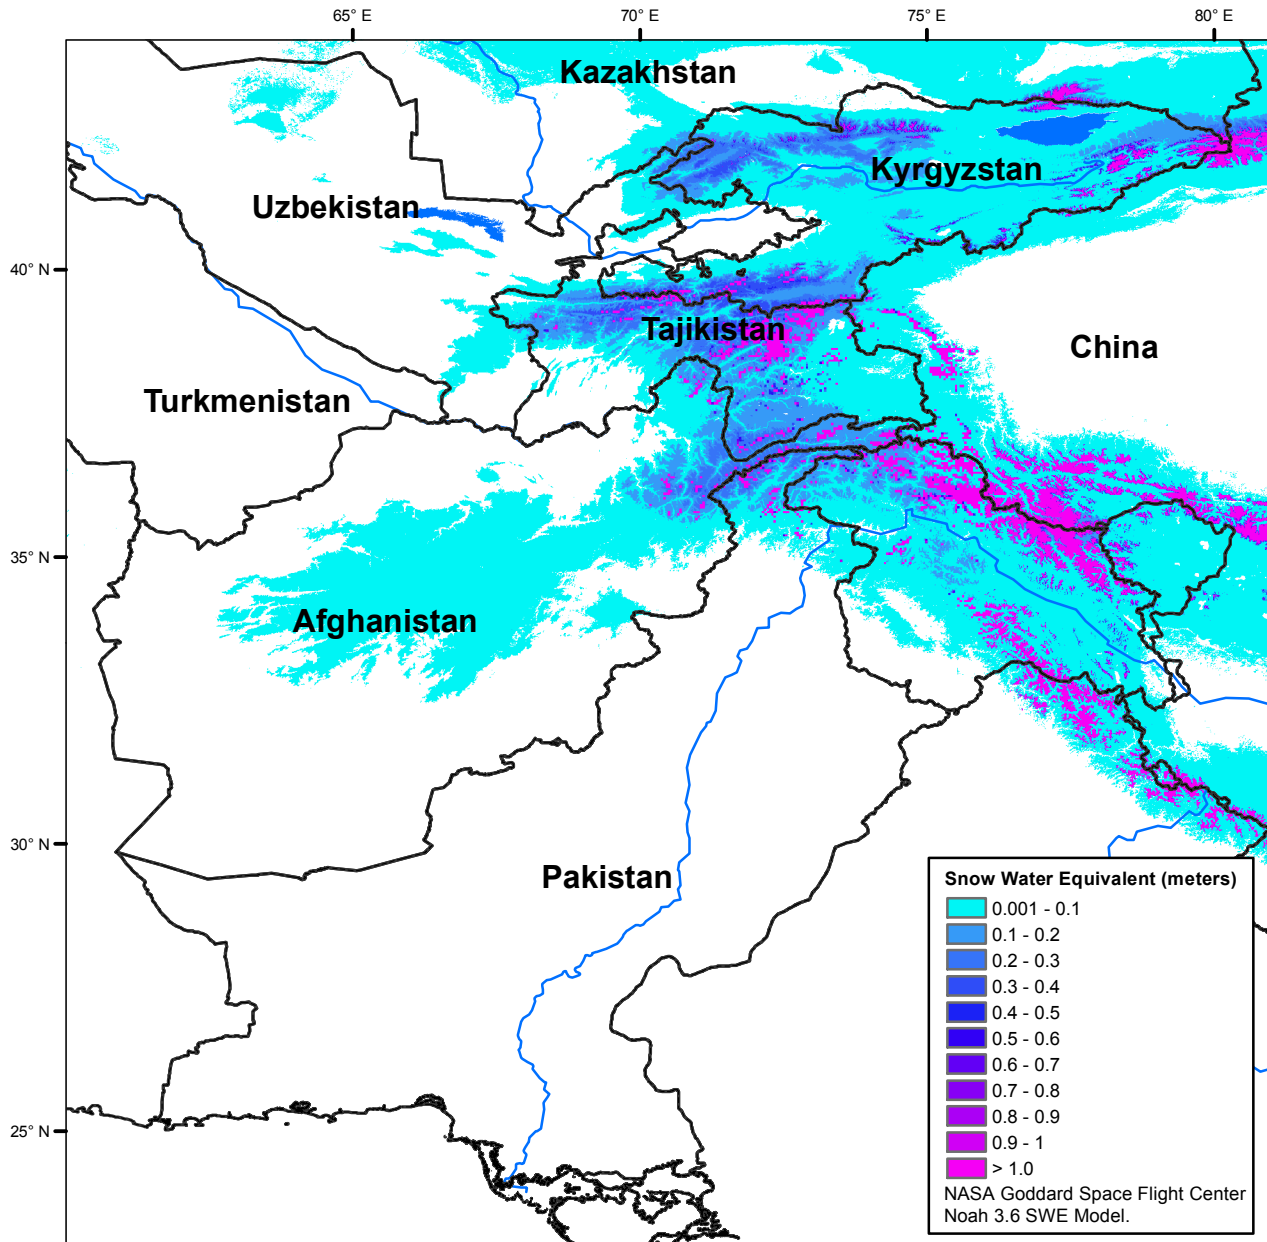 65° E
70° E
75° E
80° E
Kazakhstan
Kyrgyzstan
Uzbekistan
40° N
Tajikistan
China
Turkmenistan
35° N
Afghanistan
30° N
Pakistan
25° N
Snow Water Equivalent (meters)
0.001 - 0.1
0.1 - 0.2
0.2 - 0.3
0.3 - 0.4
0.4 - 0.5
0.5 - 0.6
0.6 - 0.7
0.7 - 0.8
0.8 - 0.9
0.9 - 1
> 1.0
NASA Goddard Space Flight Center
Noah 3.6 SWE Model.